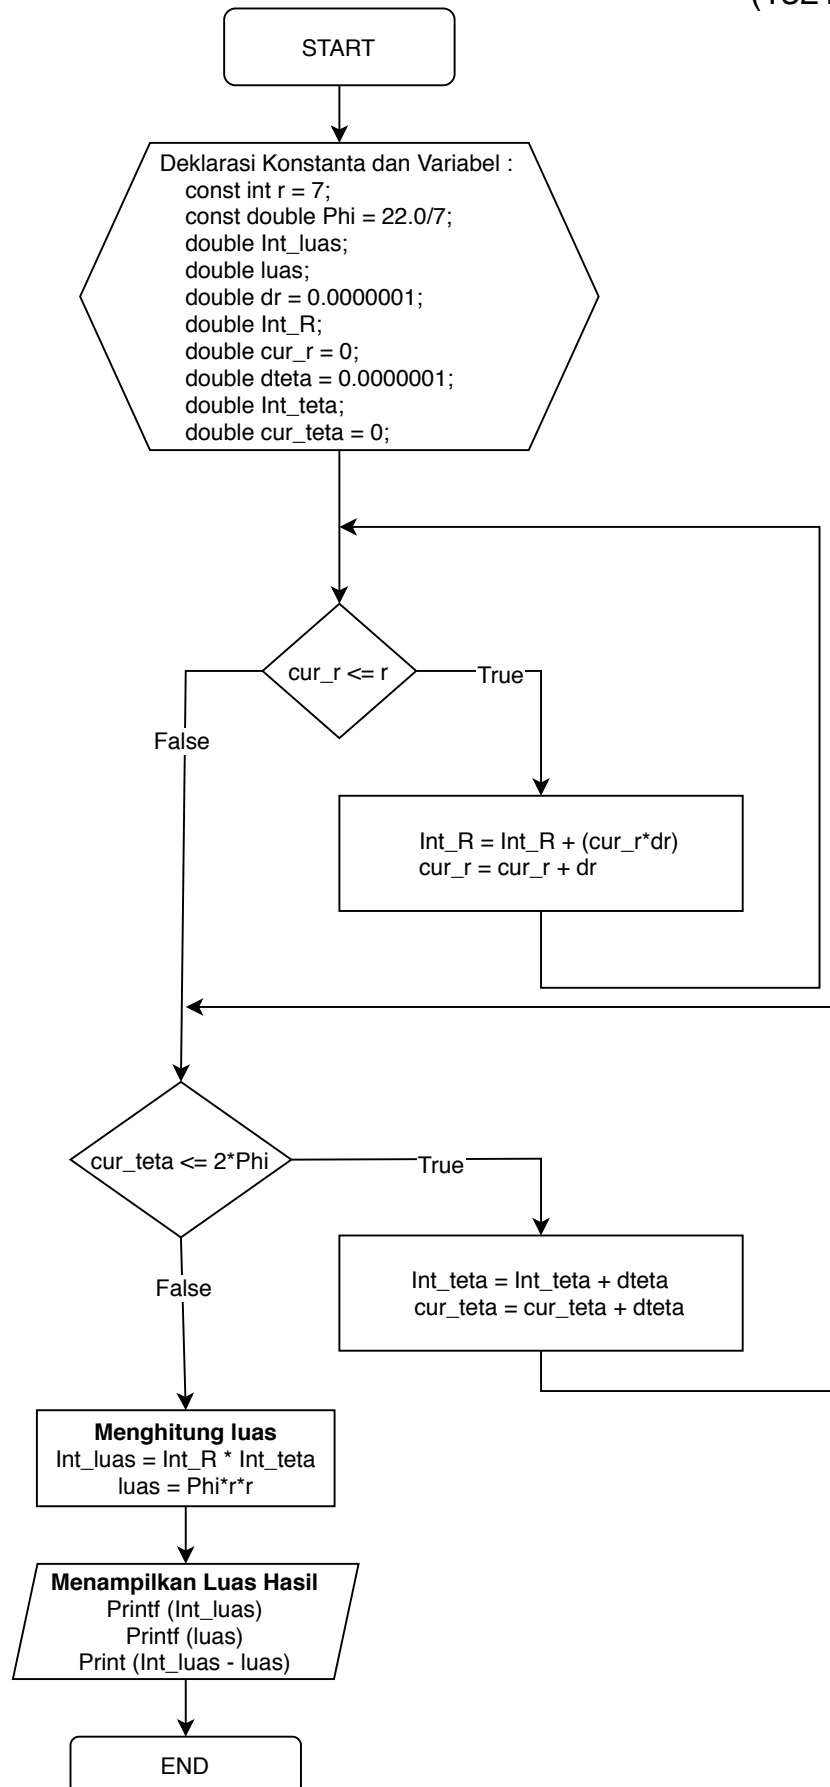 START
Deklarasi Konstanta dan Variabel :
const int r = 7;
const double Phi = 22.0/7;
double Int_luas;
double luas;
double dr = 0.0000001;
double Int_R;
double cur_r = 0;
double dteta = 0.0000001;
double Int_teta;
double cur_teta = 0;
cur_r <= r
True
False
Int_R = Int_R + (cur_r*dr)
cur_r = cur_r + dr
cur_teta <= 2*Phi
True
False
Int_teta = Int_teta + dteta
cur_teta = cur_teta + dteta
Menghitung luas
Int_luas = Int_R * Int_teta
luas = Phi*r*r
Menampilkan Luas Hasil
Printf (Int_luas)
Printf (luas)
Print (Int_luas - luas)
END